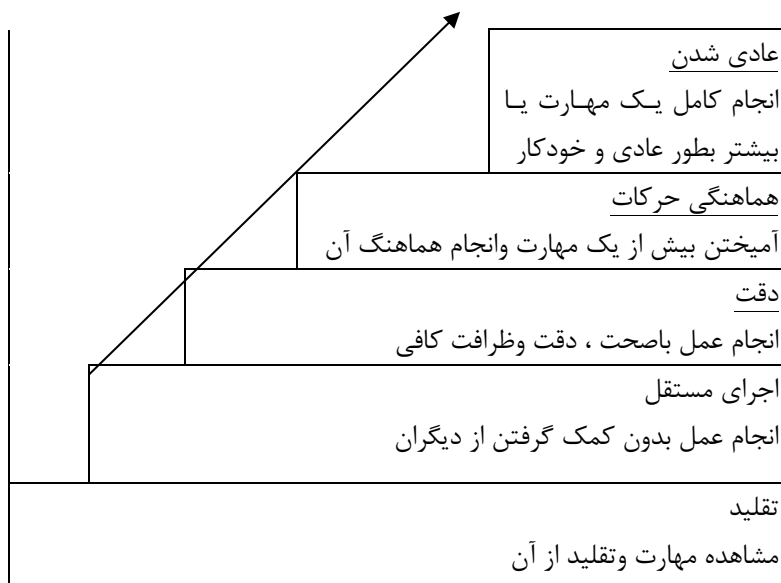 عادی شدن
انجام کامل یک مهارت یا
بیشتر بطور عادی و خودکار
هماهنگی حرکات
آمیختن بیش از یک مهارت وانجام هماهنگ آن
دقت
انجام عمل باصحت ، دقت وظرافت کافی
اجرای مستقل
انجام عمل بدون کمک گرفتن از دیگران
تقلید
مشاهده مهارت وتقلید از آن